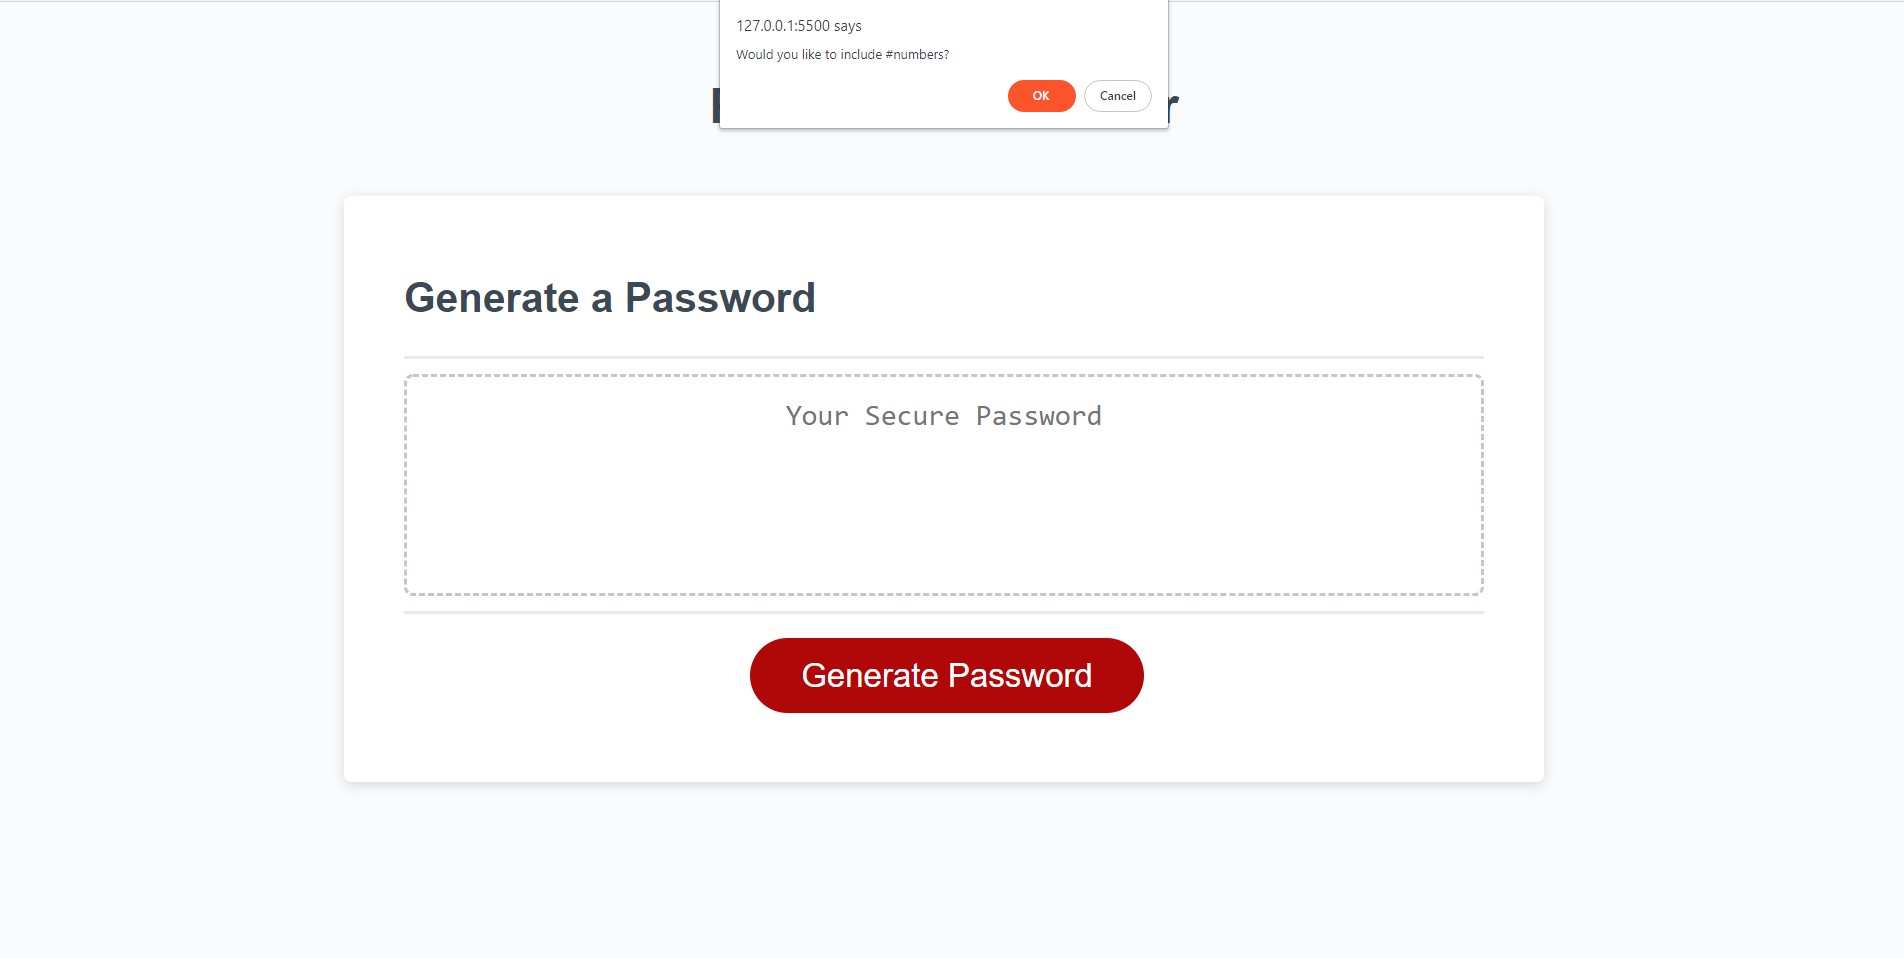 127.0.0.1:5500 says
Would you like to include #numbers?
OK Cancel
Generate a Password
Your Secure Password
Generate Password